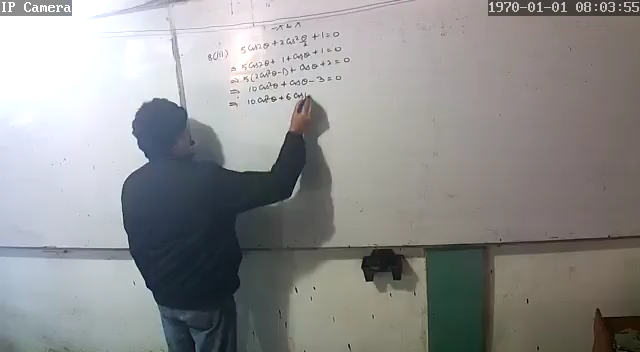 IP Camera
1970-01-01 08:03:55
-π < π
8(iii) 5cos2θ + 2cos²θ/2 + 1 = 0
⇒ 5cos2θ + 1 + cosθ + 1 = 0
⇒ 5(2cos²θ-1) + cosθ + 2 = 0
⇒ 10cos²θ + cosθ - 3 = 0
⇒ 10cos²θ + 6cos